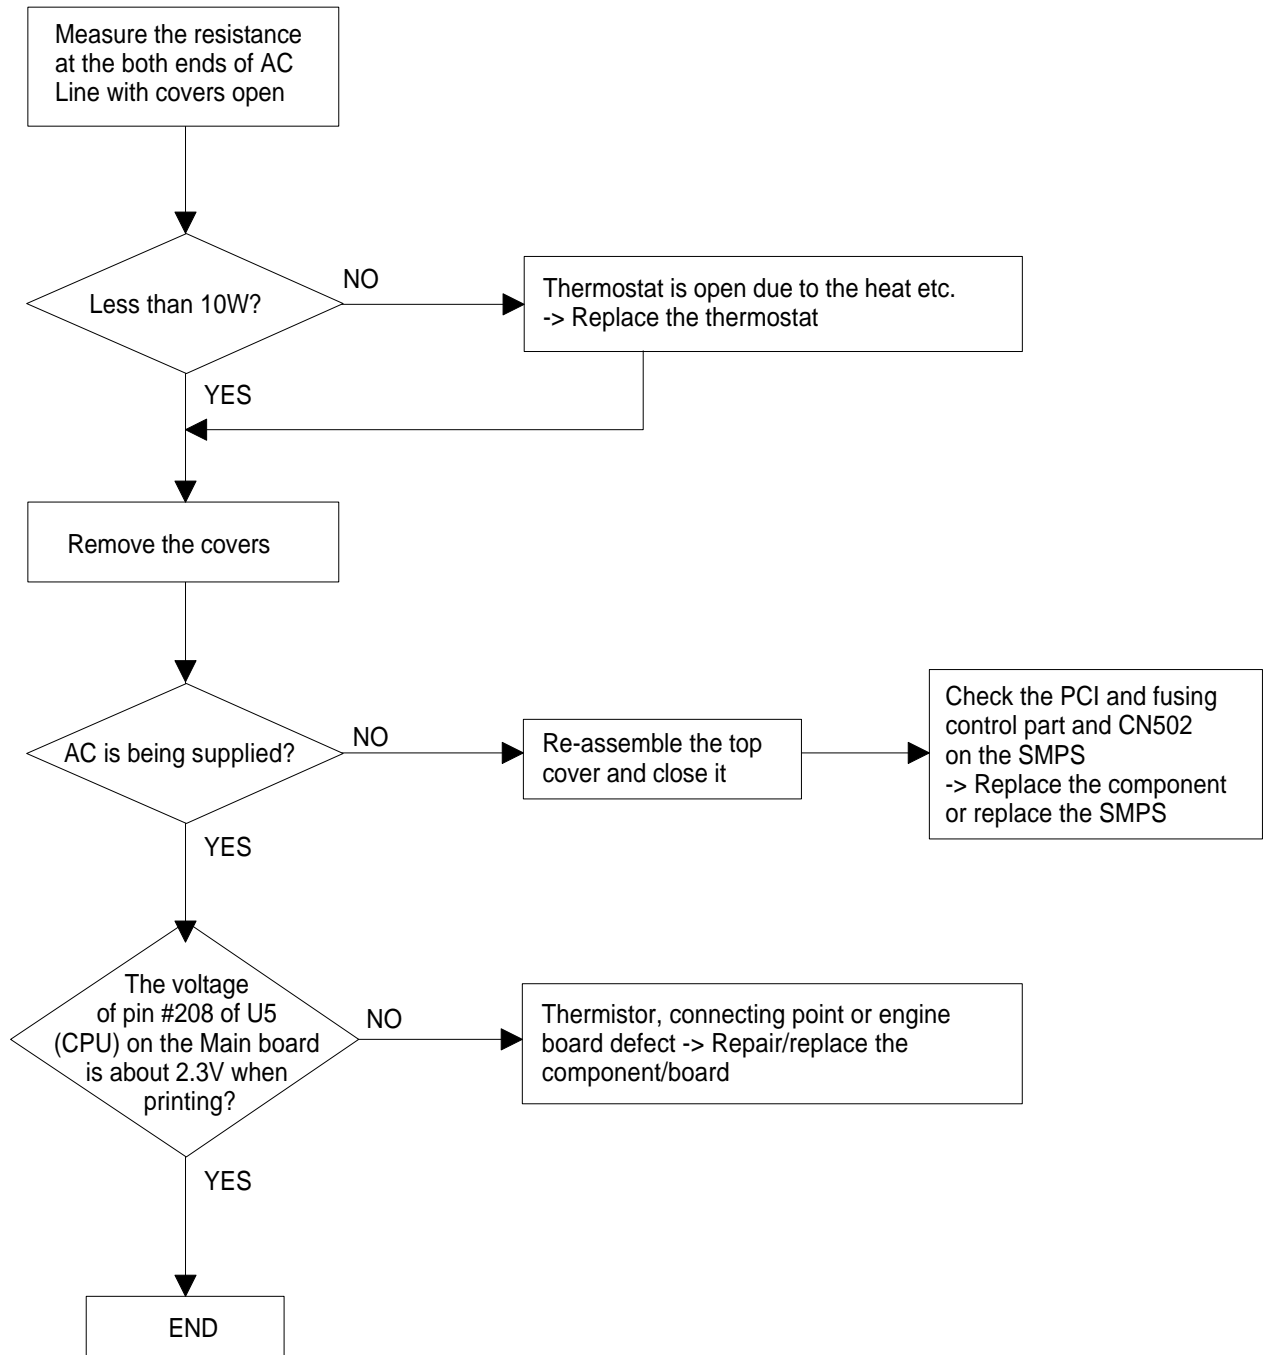 Measure the resistance
at the both ends of AC
Line with covers open
Less than 10W?
NO
Thermostat is open due to the heat etc.
-> Replace the thermostat
YES
Remove the covers
AC is being supplied?
NO
Re-assemble the top
cover and close it
Check the PCI and fusing
control part and CN502
on the SMPS
-> Replace the component
or replace the SMPS
YES
The voltage
of pin #208 of U5
(CPU) on the Main board
is about 2.3V when
printing?
NO
Thermistor, connecting point or engine
board defect -> Repair/replace the
component/board
YES
END